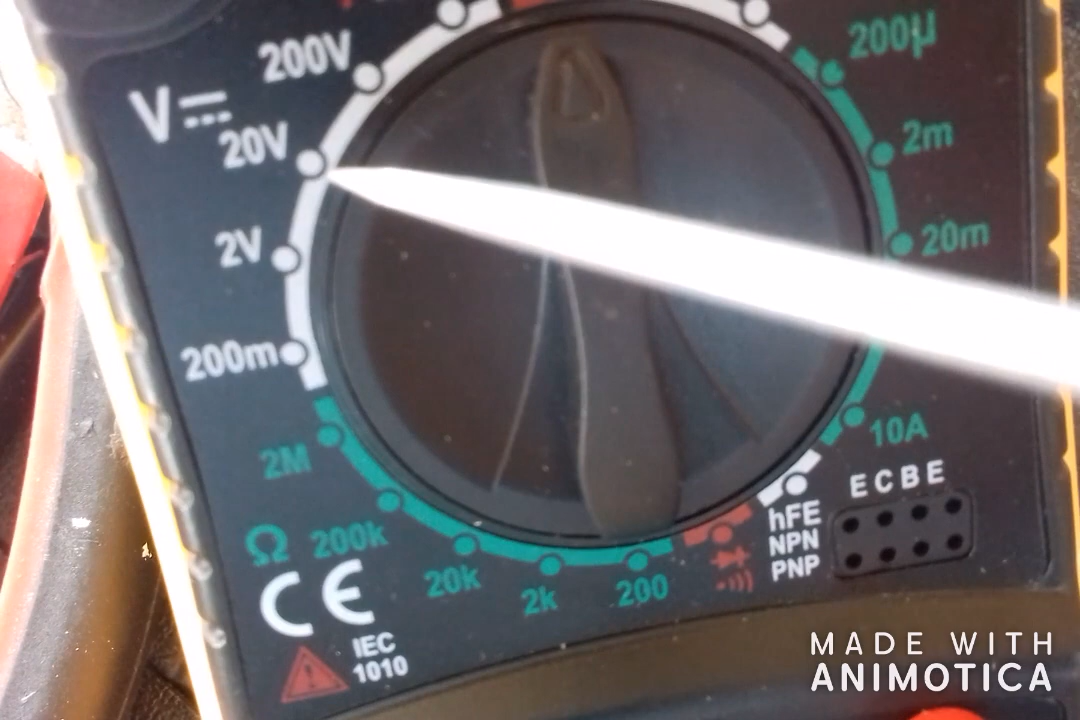 200V
V
20V
2V
200m
2M
Ω 200k
20k
2k
200
200µ
2m
20m
10A
hFE
NPN
PNP
E C B E
CE
IEC
1010
MADE WITH
ANIMOTICA